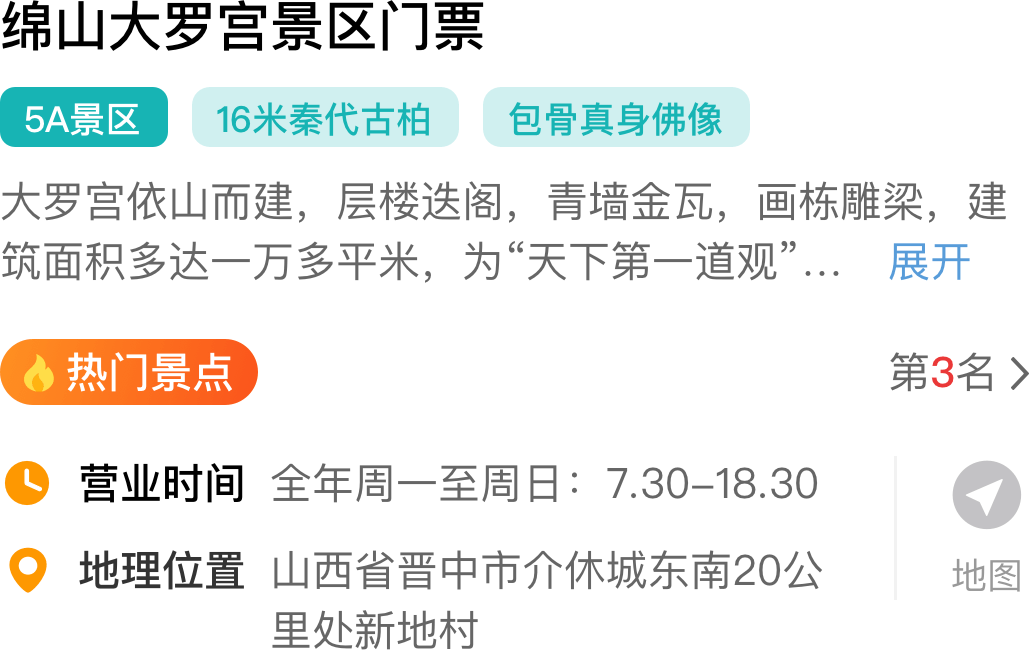 绵山大罗宫景区门票
5A景区 16米秦代古柏 包骨真身佛像
大罗宫依山而建，层楼迭阁，青墙金瓦，画栋雕梁，建
筑面积多达一万多平米，为“天下第一道观”... 展开
热门景点 第3名
营业时间 全年周一至周日：7.30–18.30
地理位置 山西省晋中市介休城东南20公
里处新地村
地图